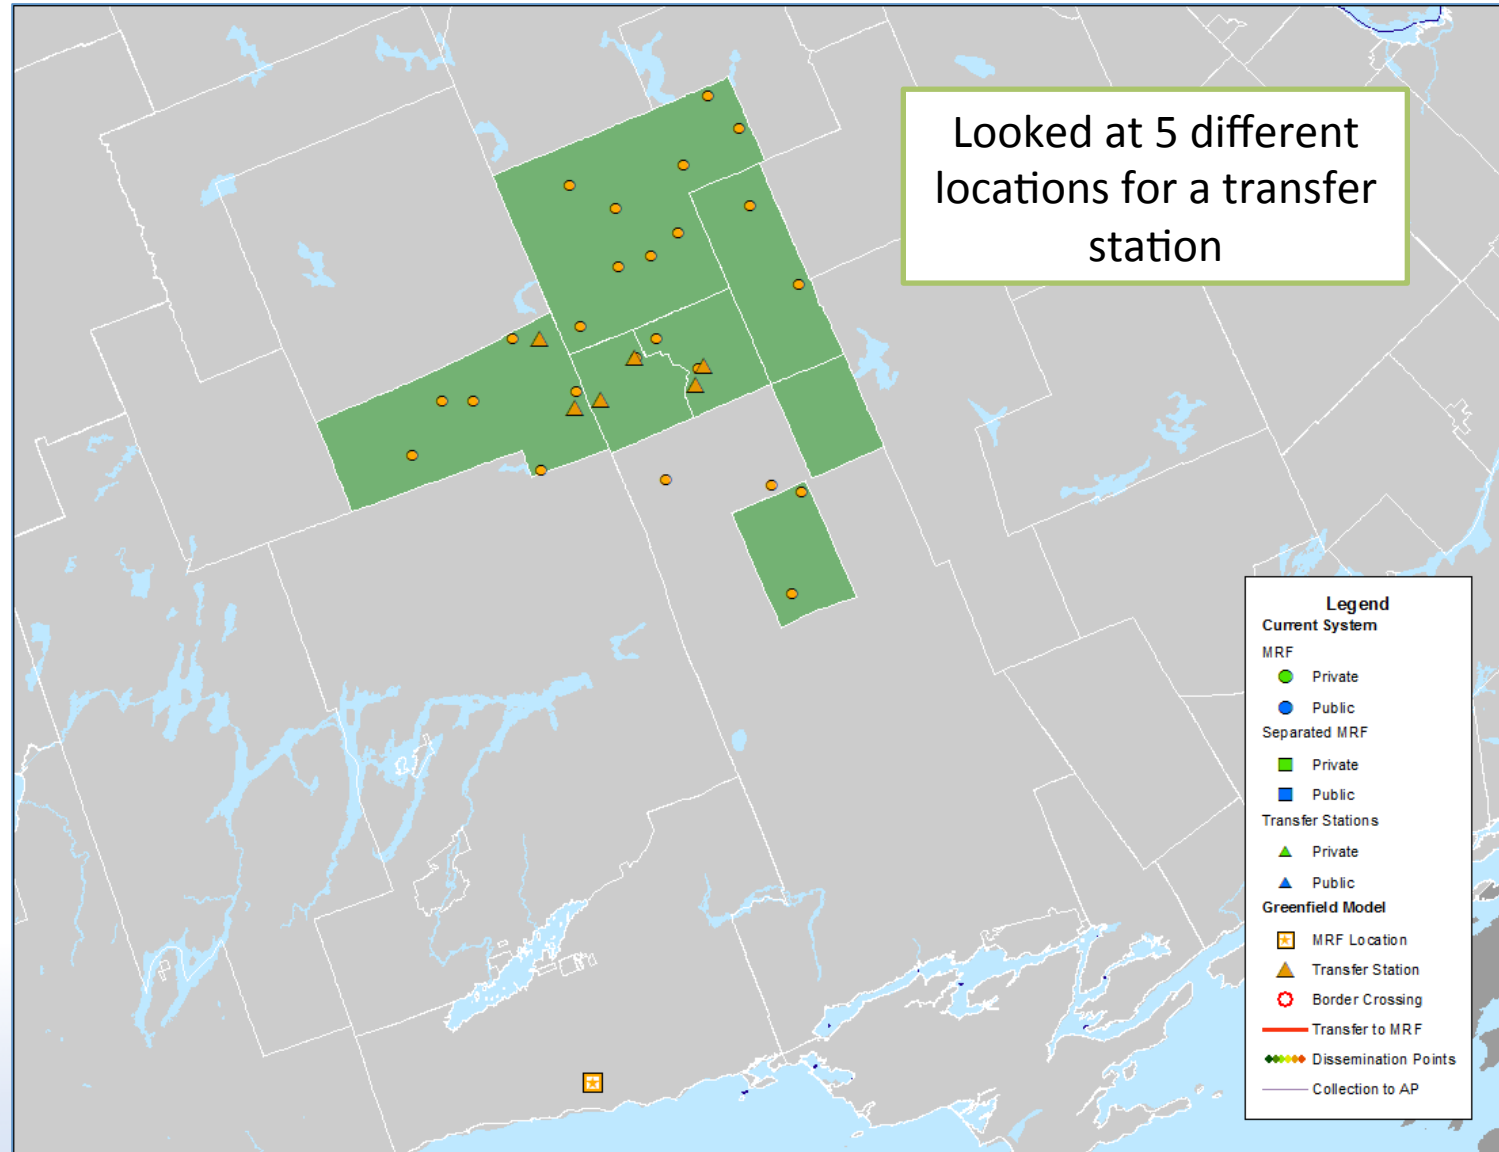 Looked at 5 different
locations for a transfer
station
Legend
Current System
MRF
Private
Public
Separated MRF
Private
Public
Transfer Stations
Private
Public
Greenfield Model
MRF Location
Transfer Station
Border Crossing
Transfer to MRF
Dissemination Points
Collection to AP